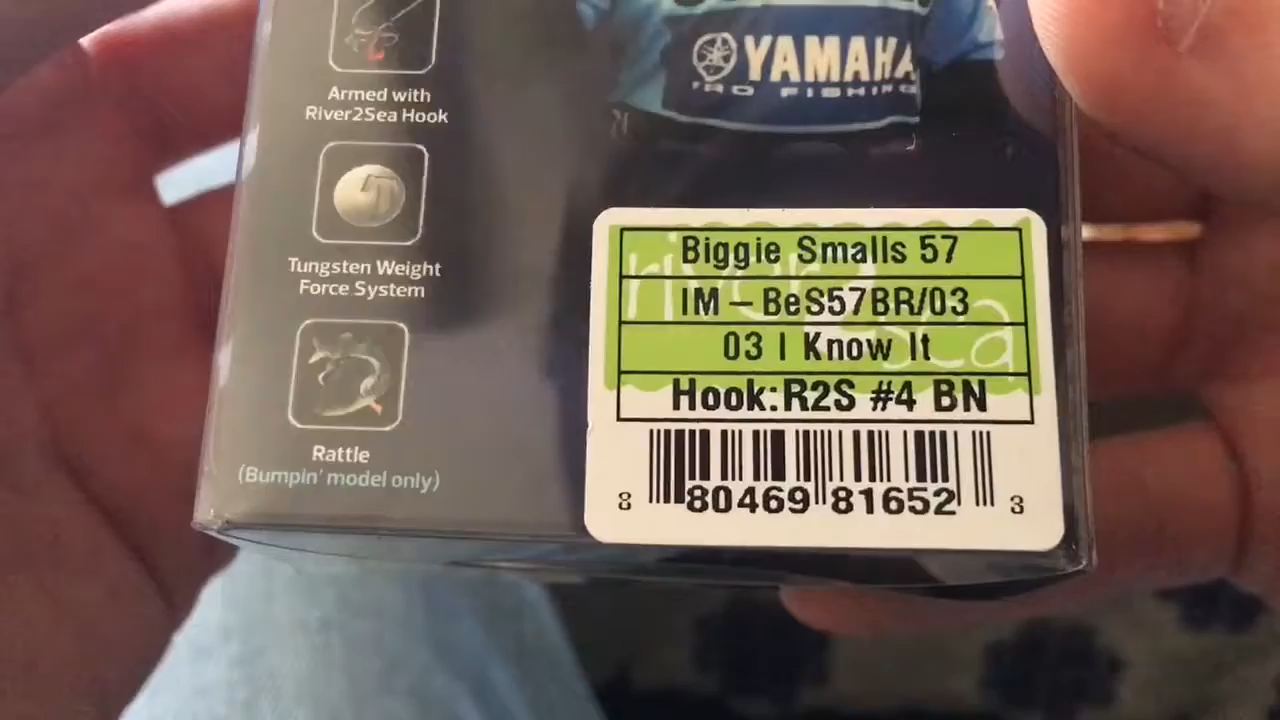 YAMAHA
PRO FISHING
Armed with
River2Sea Hook
Tungsten Weight
Force System
Rattle
(Bumpin' model only)
river2sea
Biggie Smalls 57
IM – BeS57BR/03
03 I Know It
Hook:R2S #4 BN
8 80469 81652 3